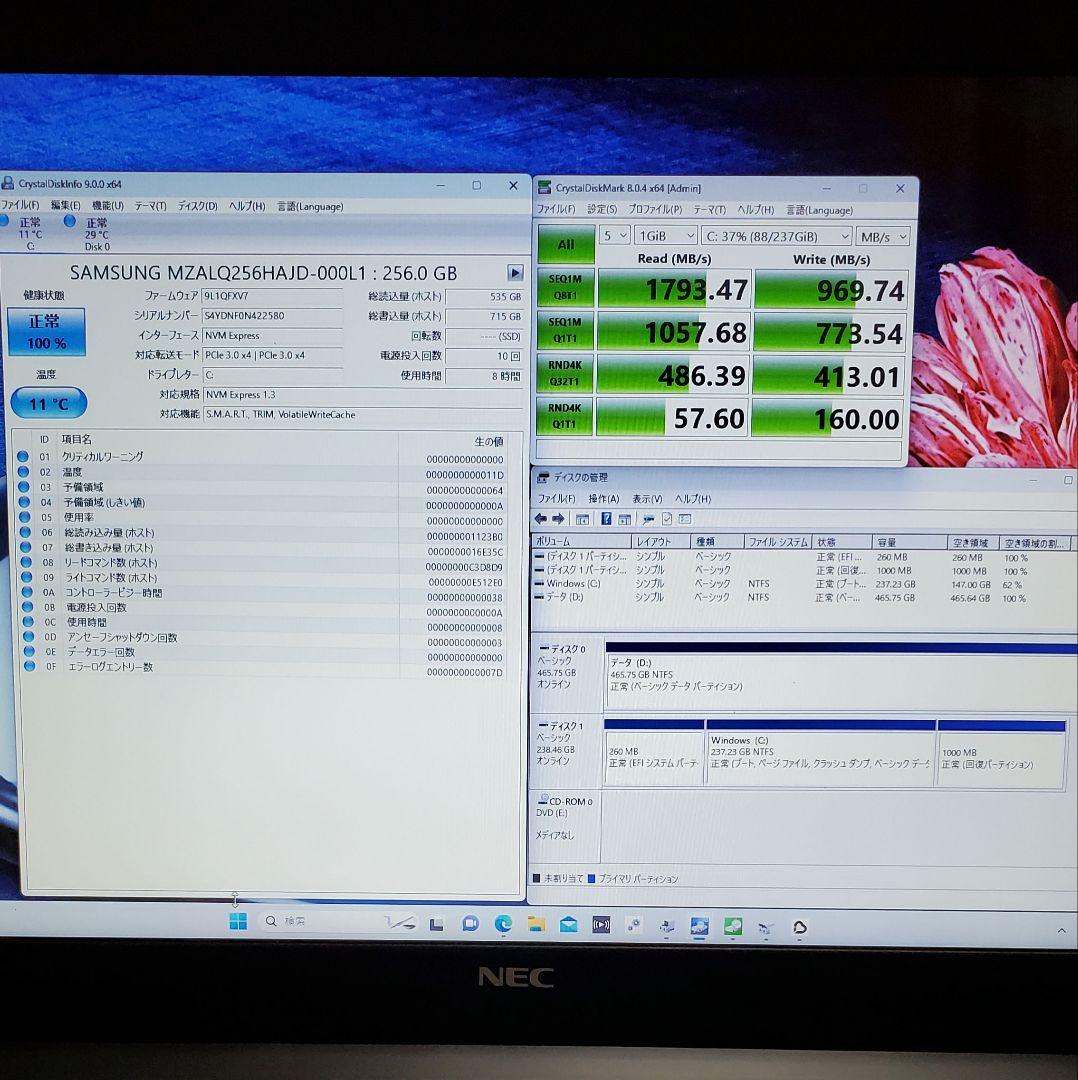 CrystalDiskInfo 9.0.0 x64
ファイル(F) 編集(E) 機能(U) テーマ(T) ディスク(D) ヘルプ(H) 言語(Language)
正常 正常
11 °C 29 °C
C: Disk 0
SAMSUNG MZALQ256HAJD-000L1 : 256.0 GB
健康状態
正常
100 %
温度
11 °C
ファームウェア 9L1QFXV7
シリアルナンバー S4YDNF0N422580
インターフェース NVM Express
対応転送モード PCIe 3.0 x4 | PCIe 3.0 x4
ドライブレター C:
対応規格 NVM Express 1.3
対応機能 S.M.A.R.T., TRIM, VolatileWriteCache
総読込量 (ホスト) 535 GB
総書込量 (ホスト) 715 GB
回転数 ---- (SSD)
電源投入回数 10 回
使用時間 8 時間
ID 項目名 生の値
01 クリティカルワーニング 00000000000000
02 温度 0000000000011D
03 予備領域 00000000000064
04 予備領域 (しきい値) 0000000000000A
05 使用率 00000000000000
06 総読み込み量 (ホスト) 000000001123B0
07 総書き込み量 (ホスト) 0000000016E35C
08 リードコマンド数 (ホスト) 00000000C3D8D9
09 ライトコマンド数 (ホスト) 00000000E512E0
0A コントローラービジー時間 00000000000038
0B 電源投入回数 0000000000000A
0C 使用時間 00000000000008
0D アンセーフシャットダウン回数 00000000000003
0E データエラー回数 00000000000000
0F エラーログエントリー数 0000000000007D
CrystalDiskMark 8.0.4 x64 [Admin]
ファイル(F) 設定(S) プロファイル(P) テーマ(T) ヘルプ(H) 言語(Language)
All 5 1GiB C: 37% (88/237GiB) MB/s
Read (MB/s) Write (MB/s)
SEQ1M Q8T1 1793.47 969.74
SEQ1M Q1T1 1057.68 773.54
RND4K Q32T1 486.39 413.01
RND4K Q1T1 57.60 160.00
ディスクの管理
ファイル(F) 操作(A) 表示(V) ヘルプ(H)
ボリューム レイアウト 種類 ファイル システム 状態 容量 空き領域 空き領域の割...
(ディスク 1 パーティシ... シンプル ベーシック 正常 (EFI ... 260 MB 260 MB 100 %
(ディスク 1 パーティシ... シンプル ベーシック 正常 (回復... 1000 MB 1000 MB 100 %
Windows (C:) シンプル ベーシック NTFS 正常 (ブート... 237.23 GB 147.00 GB 62 %
データ (D:) シンプル ベーシック NTFS 正常 (ベー... 465.75 GB 465.64 GB 100 %
ディスク 0
ベーシック
465.75 GB
オンライン
データ (D:)
465.75 GB NTFS
正常 (ベーシック データ パーティション)
ディスク 1
ベーシック
238.46 GB
オンライン
260 MB
正常 (EFI システム パーテ
Windows (C:)
237.23 GB NTFS
正常 (ブート, ページ ファイル, クラッシュ ダンプ, ベーシック デー
1000 MB
正常 (回復パーティション)
CD-ROM 0
DVD (E:)
メディアなし
未割り当て プライマリ パーティション
検索
NEC